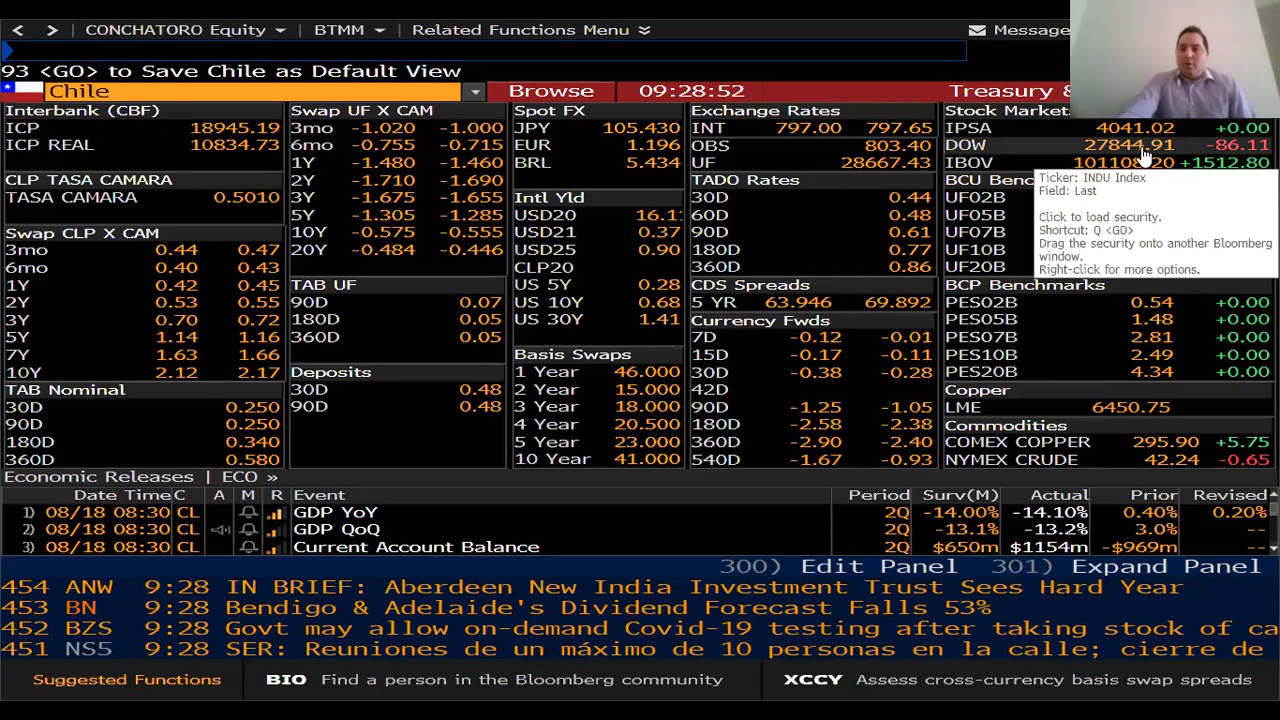 < > CONCHATORO Equity BTMM Related Functions Menu Message
93 <GO> to Save Chile as Default View
Chile Browse 09:28:52 Treasury &
Interbank (CBF)
ICP 18945.19
ICP REAL 10834.73
CLP TASA CAMARA
TASA CAMARA 0.5010
Swap CLP X CAM
3mo 0.44 0.47
6mo 0.40 0.43
1Y 0.42 0.45
2Y 0.53 0.55
3Y 0.70 0.72
5Y 1.14 1.16
7Y 1.63 1.66
10Y 2.12 2.17
TAB Nominal
30D 0.250
90D 0.250
180D 0.340
360D 0.580
Swap UF X CAM
3mo -1.020 -1.000
6mo -0.755 -0.715
1Y -1.480 -1.460
2Y -1.710 -1.690
3Y -1.675 -1.655
5Y -1.305 -1.285
10Y -0.575 -0.555
20Y -0.484 -0.446
TAB UF
90D 0.07
180D 0.05
360D 0.05
Deposits
30D 0.48
90D 0.48
Spot FX
JPY 105.430
EUR 1.196
BRL 5.434
Intl Yld
USD20 16.1
USD21 0.37
USD25 0.90
CLP20
US 5Y 0.28
US 10Y 0.68
US 30Y 1.41
Basis Swaps
1 Year 46.000
2 Year 15.000
3 Year 18.000
4 Year 20.500
5 Year 23.000
10 Year 41.000
Exchange Rates
INT 797.00 797.65
OBS 803.40
UF 28667.43
TADO Rates
30D 0.44
60D 0.48
90D 0.61
180D 0.77
360D 0.86
CDS Spreads
5 YR 63.946 69.892
Currency Fwds
7D -0.12 -0.01
15D -0.17 -0.11
30D -0.38 -0.28
42D
90D -1.25 -1.05
180D -2.58 -2.38
360D -2.90 -2.40
540D -1.67 -0.93
Stock Market
IPSA 4041.02 +0.00
DOW 27844.91 -86.11
IBOV +1512.80
BCU Benc
UF02B
UF05B
UF07B
UF10B
UF20B
Ticker: INDU Index
Field: Last
Click to load security.
Shortcut: Q <GO>
Drag the security onto another Bloomberg
window.
Right-click for more options.
BCP Benchmarks
PES02B 0.54 +0.00
PES05B 1.48 +0.00
PES07B 2.81 +0.00
PES10B 2.49 +0.00
PES20B 4.34 +0.00
Copper
LME 6450.75
Commodities
COMEX COPPER 295.90 +5.75
NYMEX CRUDE 42.24 -0.65
Economic Releases | ECO »
Date Time C A M R Event Period Surv(M) Actual Prior Revised
1) 08/18 08:30 CL GDP YoY 2Q -14.00% -14.10% 0.40% 0.20%
2) 08/18 08:30 CL GDP QoQ 2Q -13.1% -13.2% 3.0% --
3) 08/18 08:30 CL Current Account Balance 2Q $650m $1154m -$969m --
300) Edit Panel 301) Expand Panel
454 ANW 9:28 IN BRIEF: Aberdeen New India Investment Trust Sees Hard Year
453 BN 9:28 Bendigo & Adelaide's Dividend Forecast Falls 53%
452 BZS 9:28 Govt may allow on-demand Covid-19 testing after taking stock of ca
451 NS5 9:28 SER: Reuniones de un máximo de 10 personas en la calle; cierre de
Suggested Functions BIO Find a person in the Bloomberg community XCCY Assess cross-currency basis swap spreads